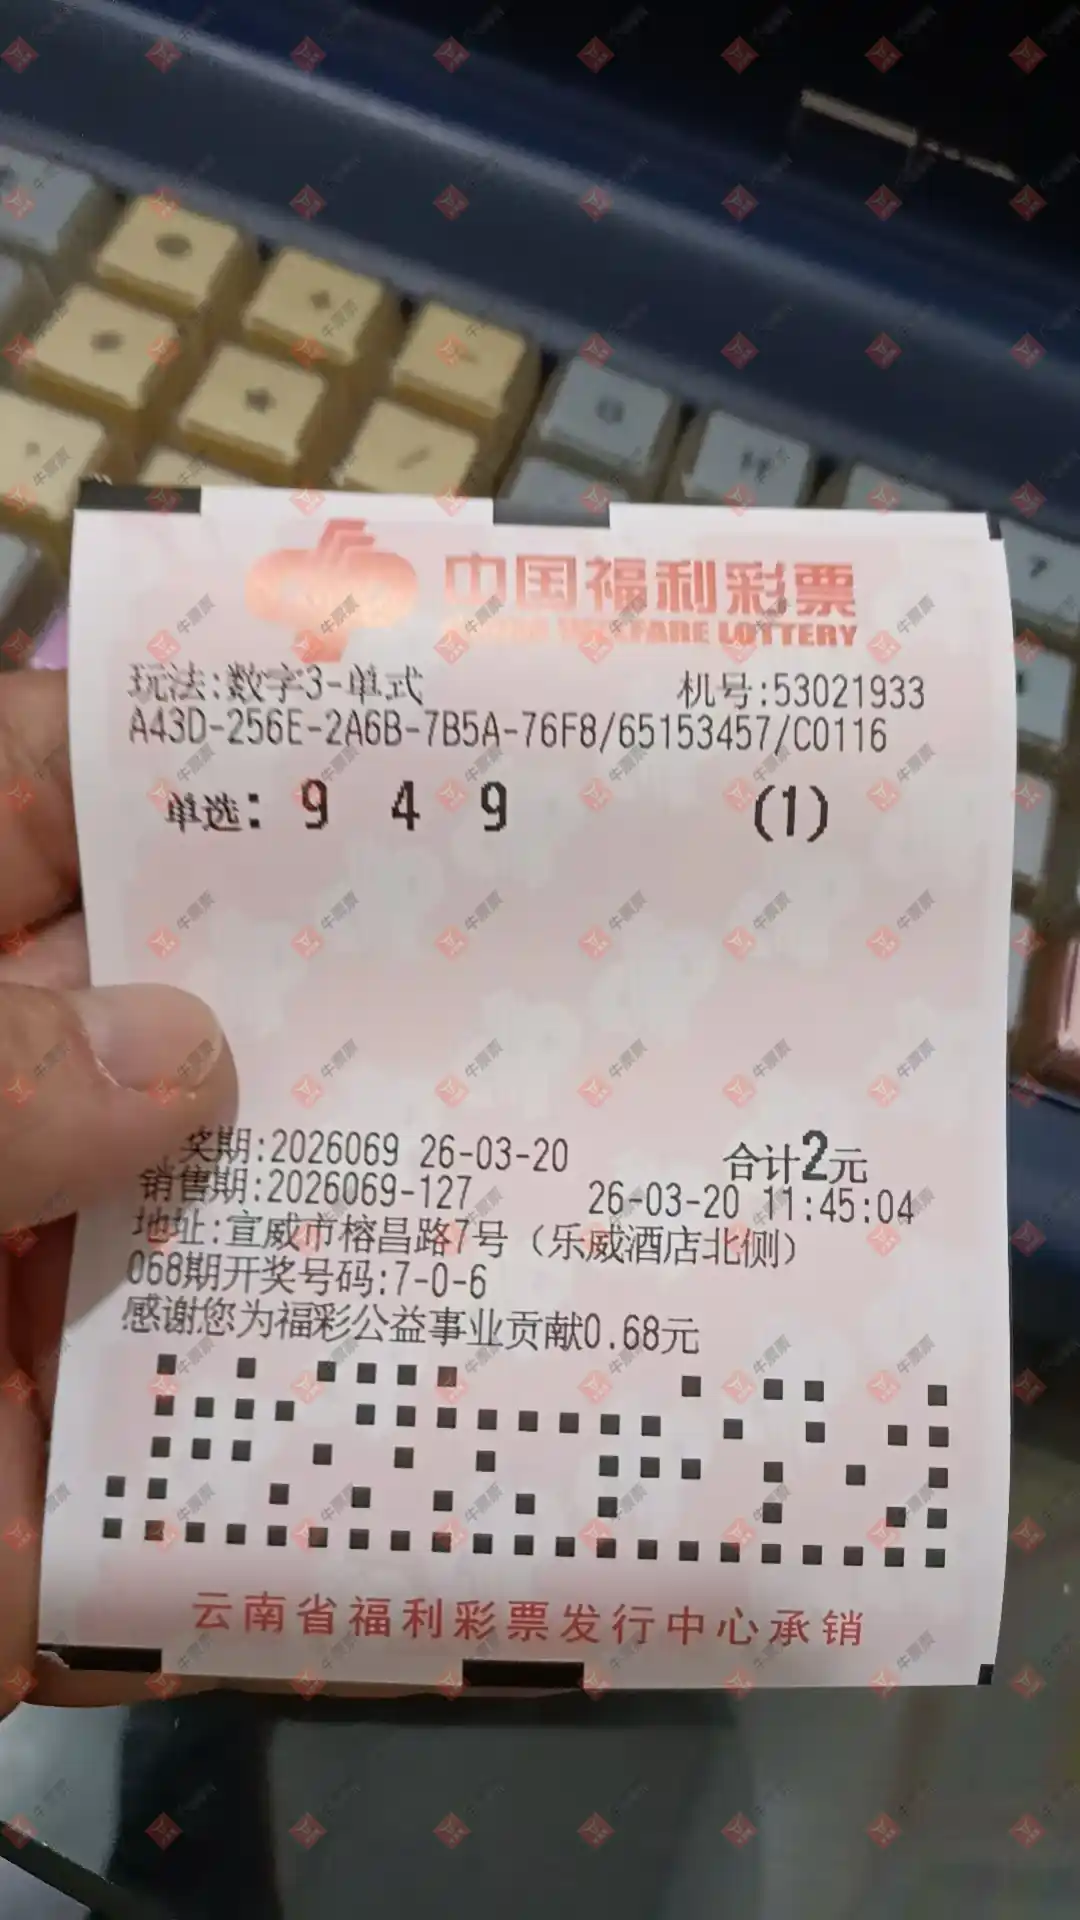 中国福利彩票
CHINA WELFARE LOTTERY
玩法:数字3-单式 机号:53021933
A43D-256E-2A6B-7B5A-76F8/65153457/C0116
单选: 9 4 9 (1)
奖期:2026069 26-03-20 合计2元
销售期:2026069-127 26-03-20 11:45:04
地址:宣威市榕昌路7号（乐威酒店北侧）
068期开奖号码:7-0-6
感谢您为福彩公益事业贡献0.68元
云南省福利彩票发行中心承销
牛票票